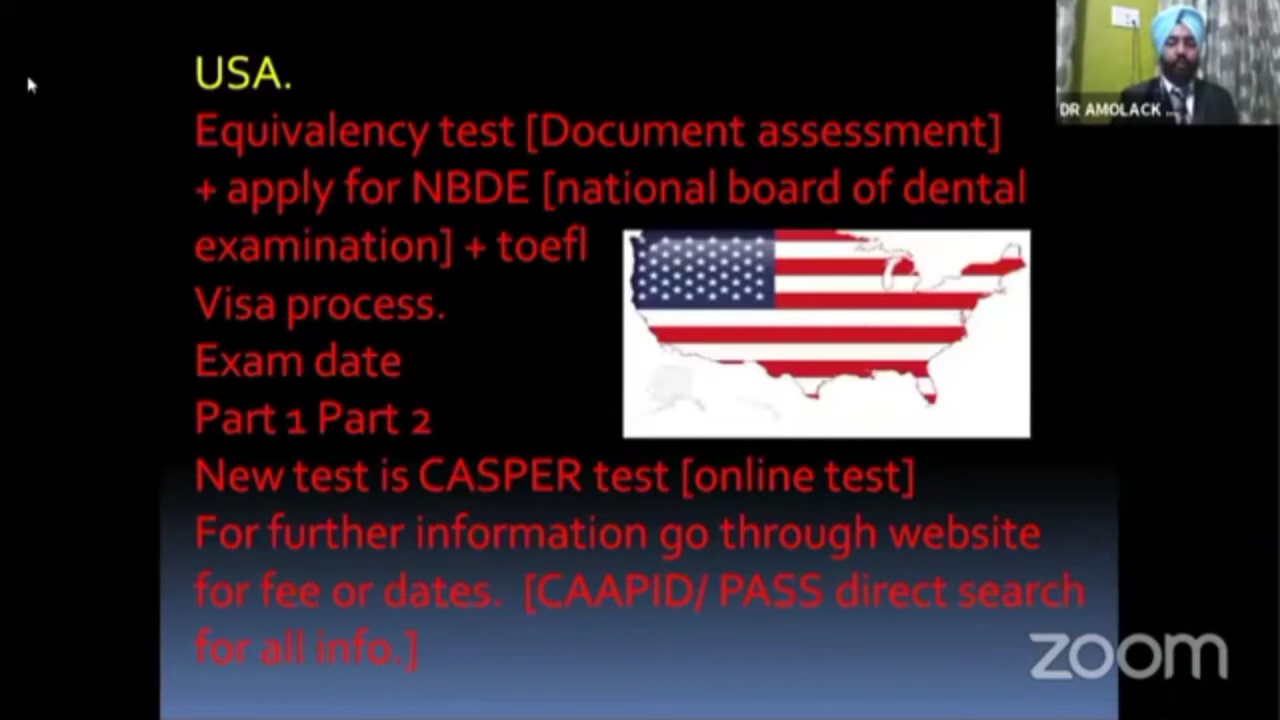 USA.
Equivalency test [Document assessment]
+ apply for NBDE [national board of dental
examination] + toefl
Visa process.
Exam date
Part 1 Part 2
New test is CASPER test [online test]
For further information go through website
for fee or dates. [CAAPID/ PASS direct search
for all info.]
DR AMOLACK ...
zoom